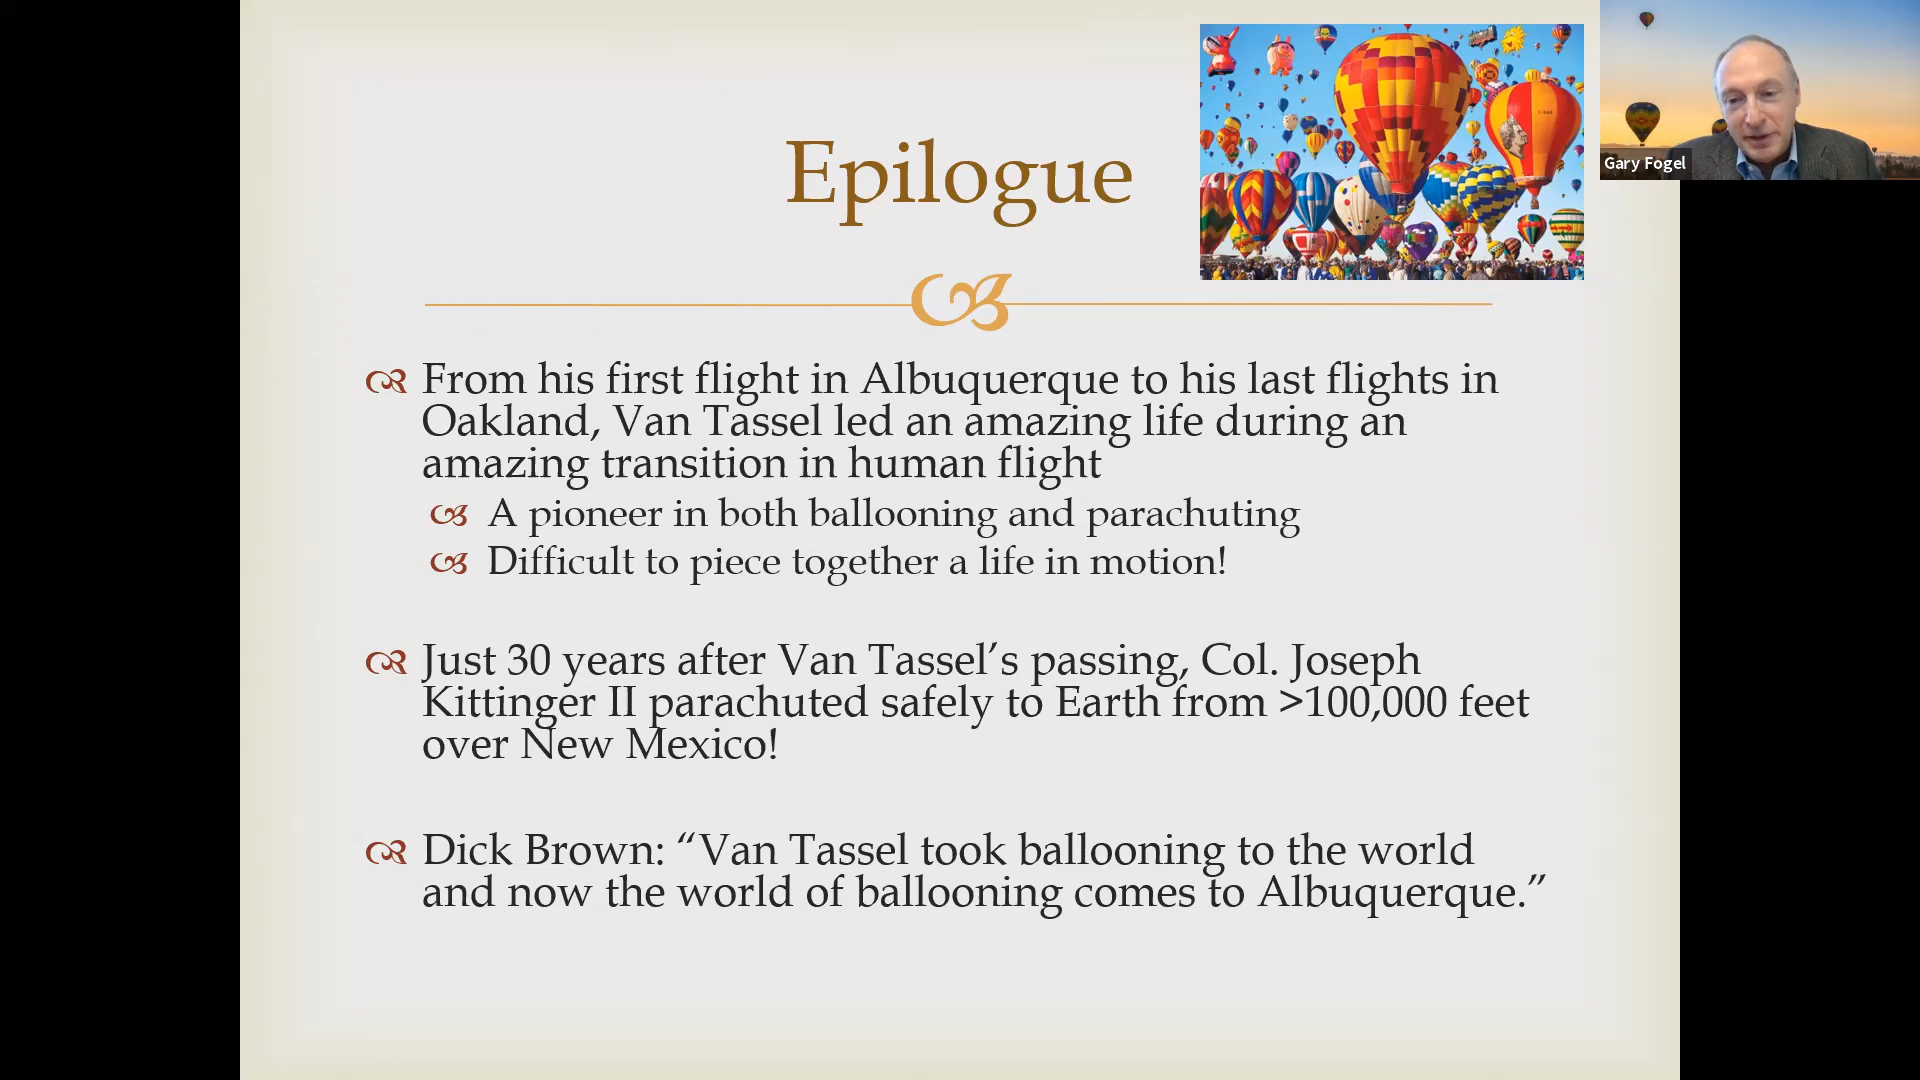 Epilogue
Gary Fogel
From his first flight in Albuquerque to his last flights in
Oakland, Van Tassel led an amazing life during an
amazing transition in human flight
A pioneer in both ballooning and parachuting
Difficult to piece together a life in motion!
Just 30 years after Van Tassel’s passing, Col. Joseph
Kittinger II parachuted safely to Earth from >100,000 feet
over New Mexico!
Dick Brown: “Van Tassel took ballooning to the world
and now the world of ballooning comes to Albuquerque.”